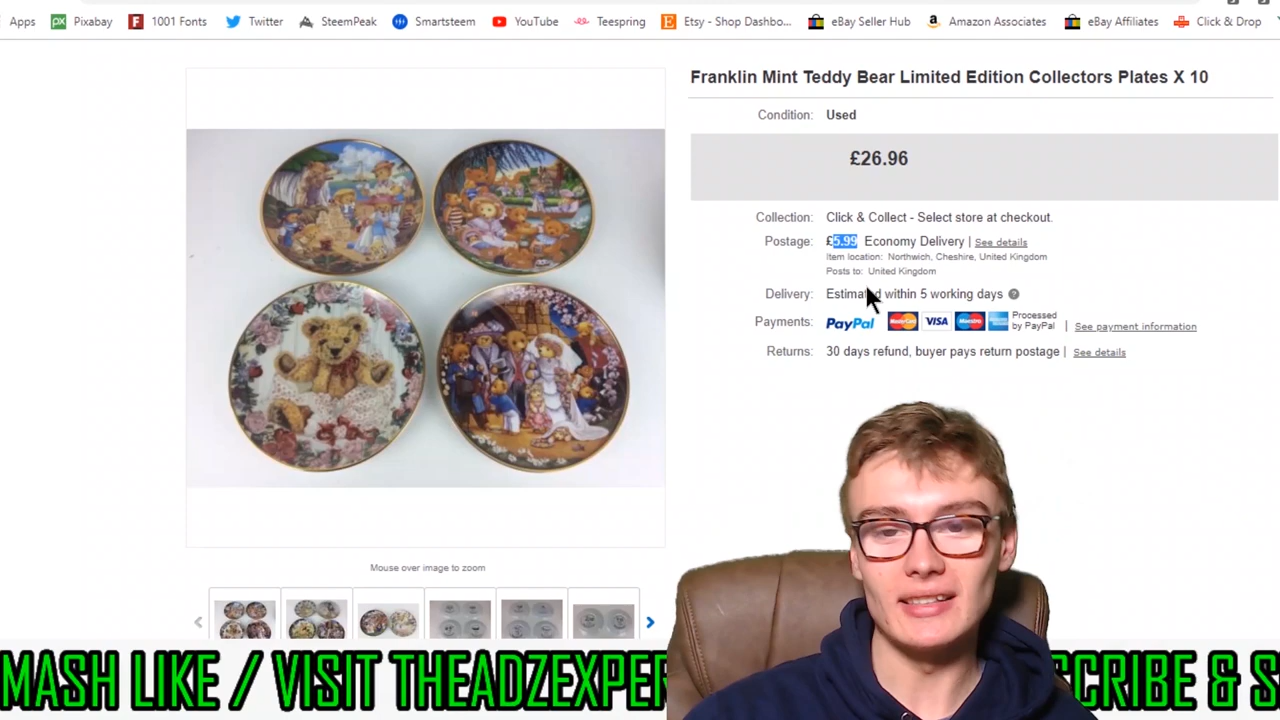 Apps Pixabay 1001 Fonts Twitter SteemPeak Smartsteem YouTube Teespring Etsy - Shop Dashbo... eBay Seller Hub Amazon Associates eBay Affiliates Click & Drop
Franklin Mint Teddy Bear Limited Edition Collectors Plates X 10
Condition: Used
£26.96
Collection: Click & Collect - Select store at checkout.
Postage: £5.99 Economy Delivery | See details
Item location: Northwich, Cheshire, United Kingdom
Posts to: United Kingdom
Delivery: Estimated within 5 working days
Payments: PayPal MasterCard VISA Maestro Processed by PayPal | See payment information
Returns: 30 days refund, buyer pays return postage | See details
Mouse over image to zoom
MASH LIKE / VISIT THEADZEXPER SCRIBE & S